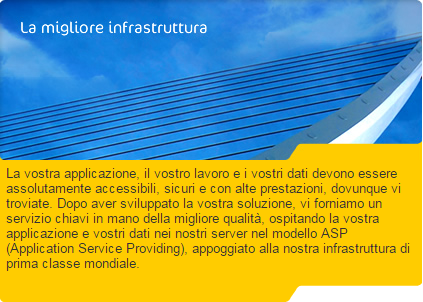 La migliore infrastruttura
La vostra applicazione, il vostro lavoro e i vostri dati devono essere
assolutamente accessibili, sicuri e con alte prestazioni, dovunque vi
troviate. Dopo aver sviluppato la vostra soluzione, vi forniamo un
servizio chiavi in mano della migliore qualità, ospitando la vostra
applicazione e vostri dati nei nostri server nel modello ASP
(Application Service Providing), appoggiato alla nostra infrastruttura di
prima classe mondiale.